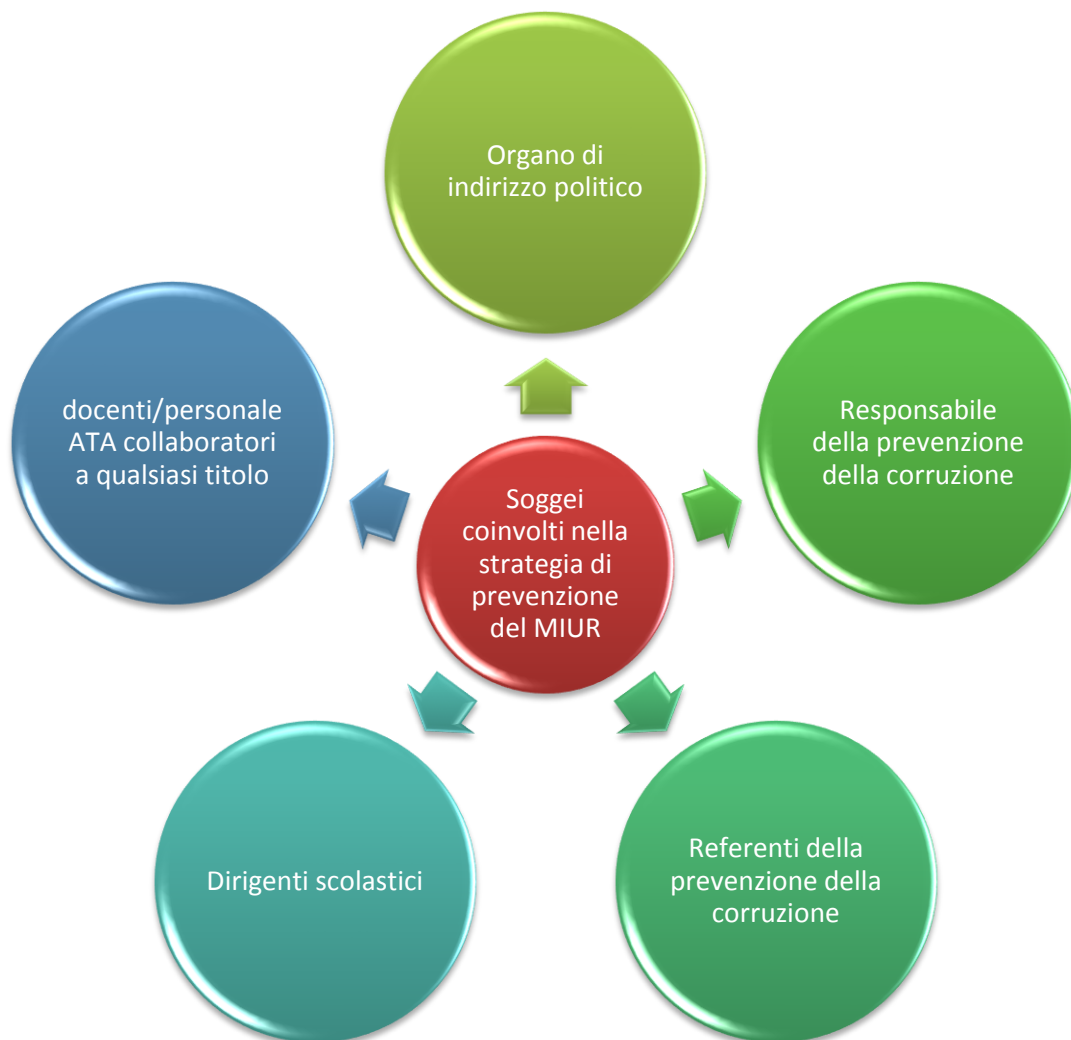 Organo di
indirizzo politico
docenti/personale
ATA collaboratori
a qualsiasi titolo
Responsabile
della prevenzione
della corruzione
Soggei
coinvolti nella
strategia di
prevenzione
del MIUR
Dirigenti scolastici
Referenti della
prevenzione della
corruzione